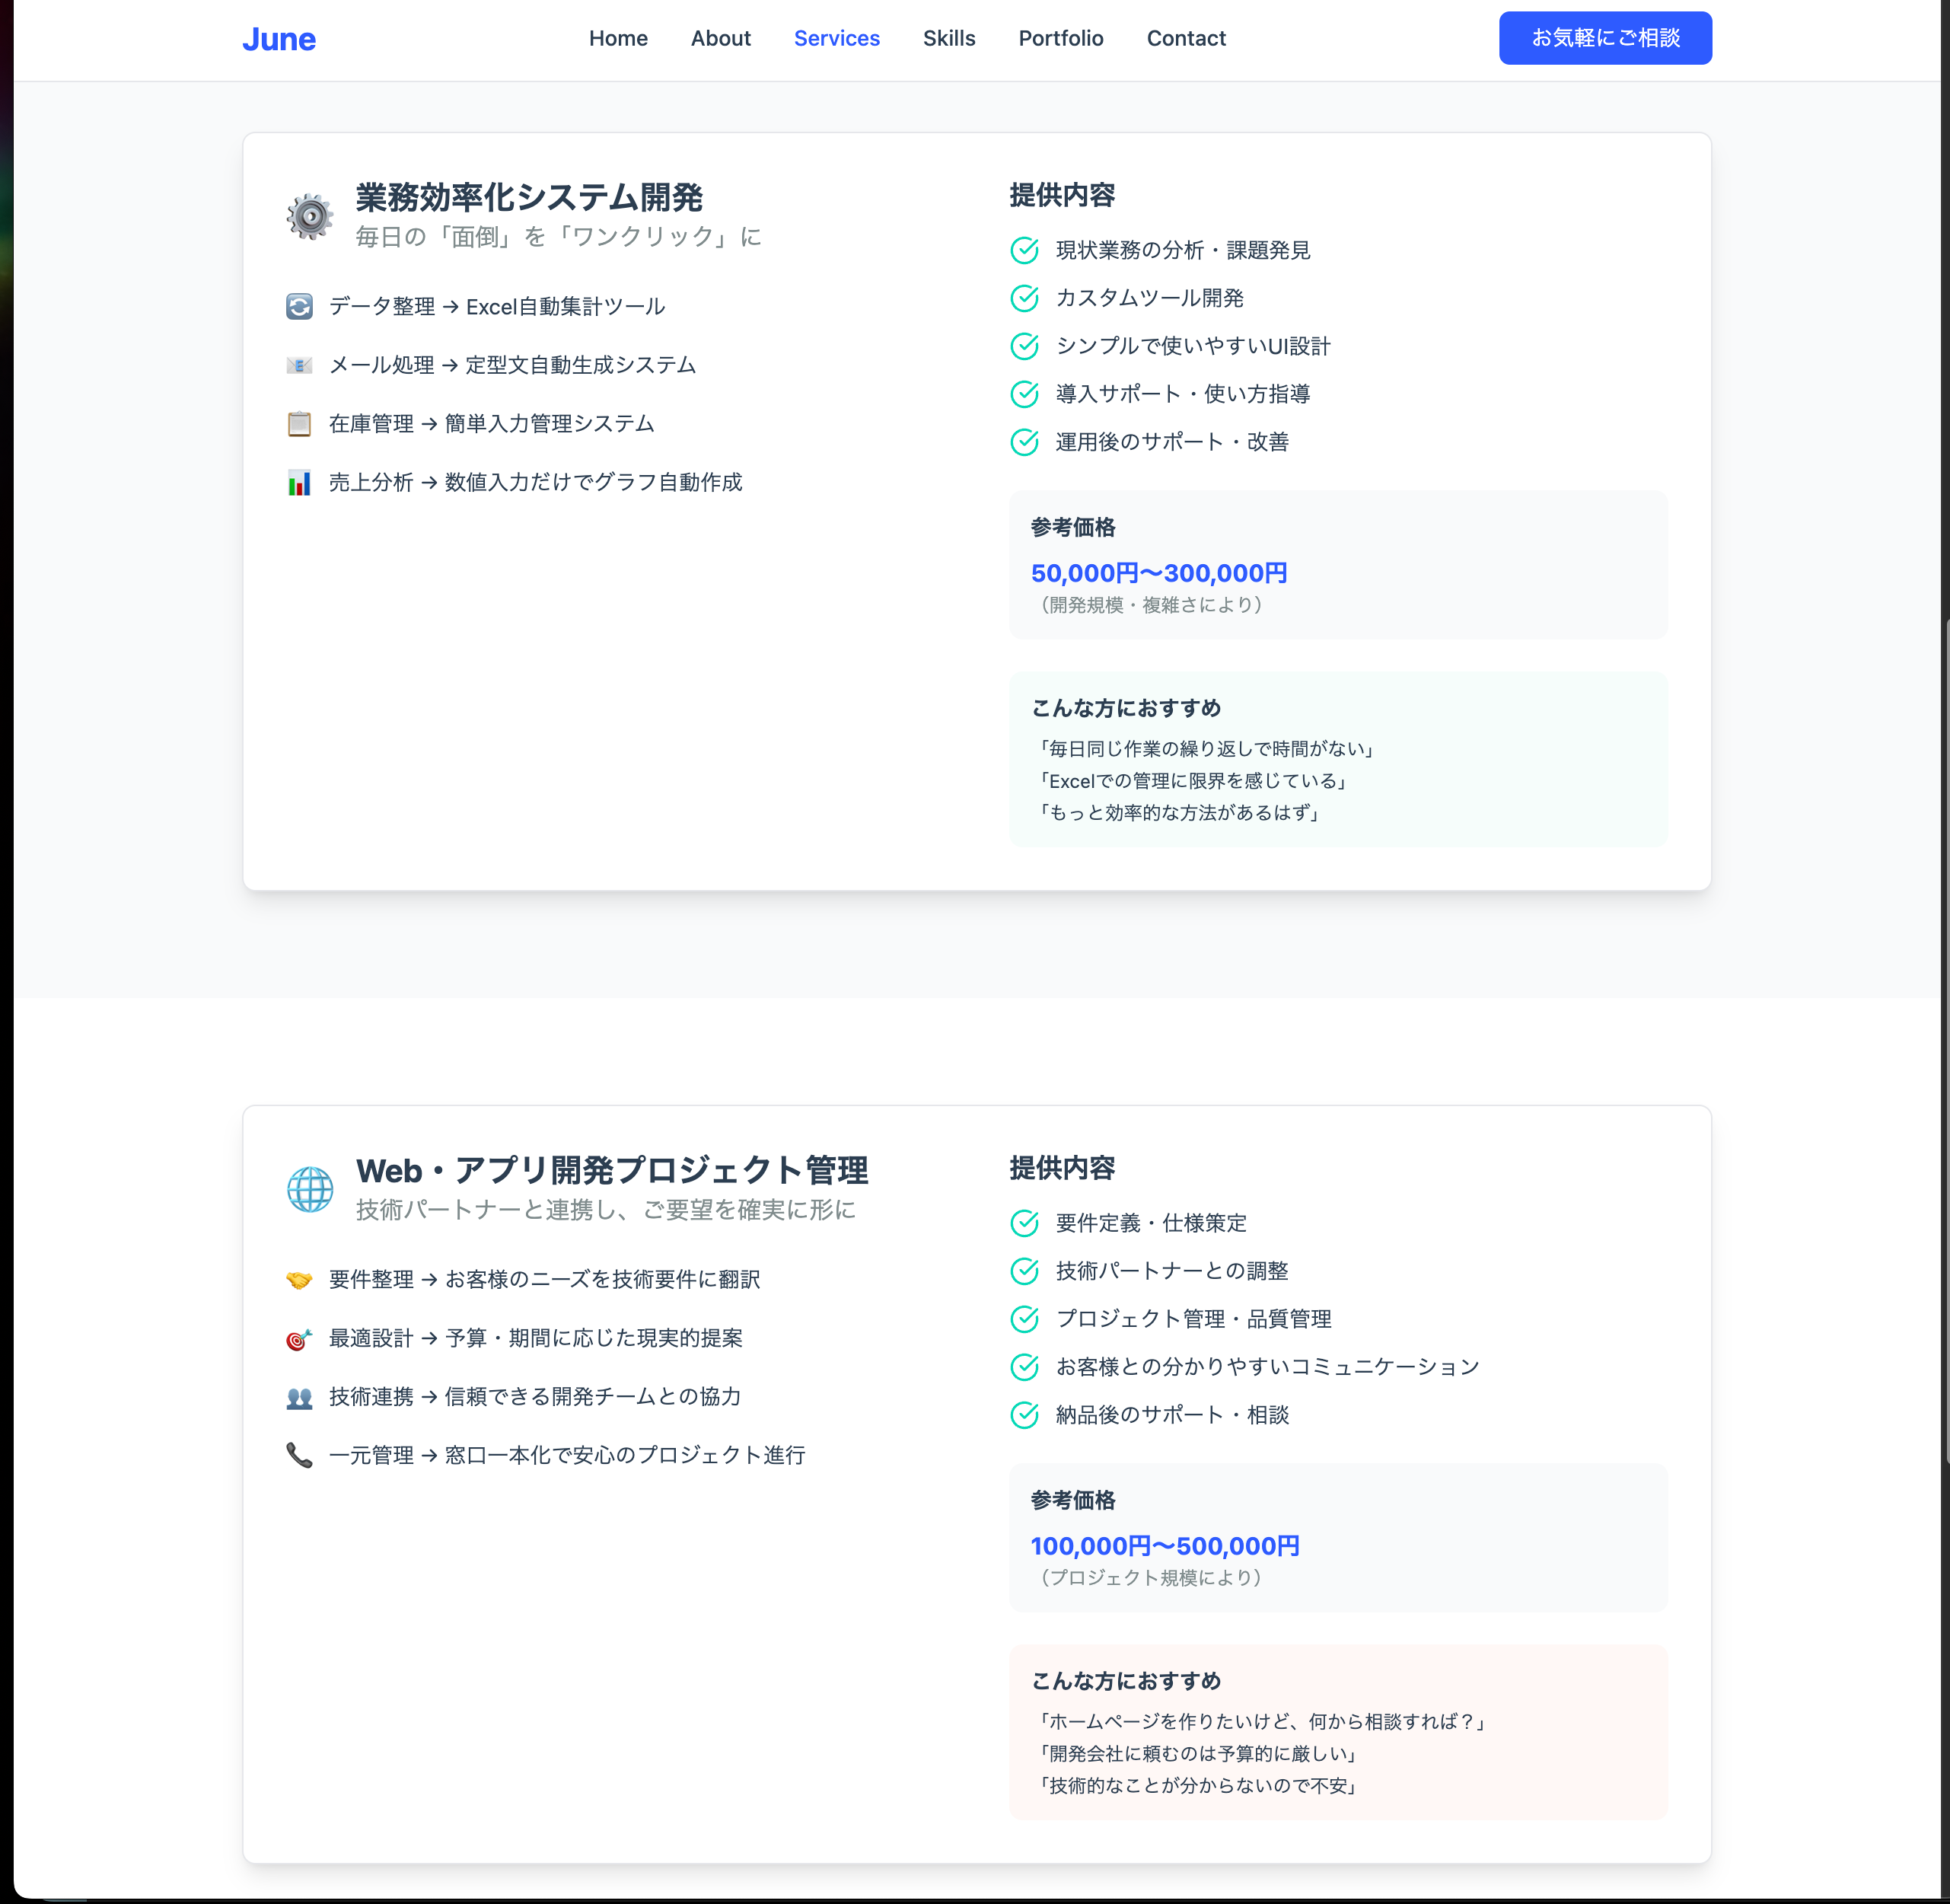 June
Home About Services Skills Portfolio Contact
お気軽にご相談
業務効率化システム開発
毎日の「面倒」を「ワンクリック」に
データ整理 → Excel自動集計ツール
メール処理 → 定型文自動生成システム
在庫管理 → 簡単入力管理システム
売上分析 → 数値入力だけでグラフ自動作成
提供内容
現状業務の分析・課題発見
カスタムツール開発
シンプルで使いやすいUI設計
導入サポート・使い方指導
運用後のサポート・改善
参考価格
50,000円〜300,000円
（開発規模・複雑さにより）
こんな方におすすめ
「毎日同じ作業の繰り返しで時間がない」
「Excelでの管理に限界を感じている」
「もっと効率的な方法があるはず」
Web・アプリ開発プロジェクト管理
技術パートナーと連携し、ご要望を確実に形に
要件整理 → お客様のニーズを技術要件に翻訳
最適設計 → 予算・期間に応じた現実的提案
技術連携 → 信頼できる開発チームとの協力
一元管理 → 窓口一本化で安心のプロジェクト進行
提供内容
要件定義・仕様策定
技術パートナーとの調整
プロジェクト管理・品質管理
お客様との分かりやすいコミュニケーション
納品後のサポート・相談
参考価格
100,000円〜500,000円
（プロジェクト規模により）
こんな方におすすめ
「ホームページを作りたいけど、何から相談すれば？」
「開発会社に頼むのは予算的に厳しい」
「技術的なことが分からないので不安」